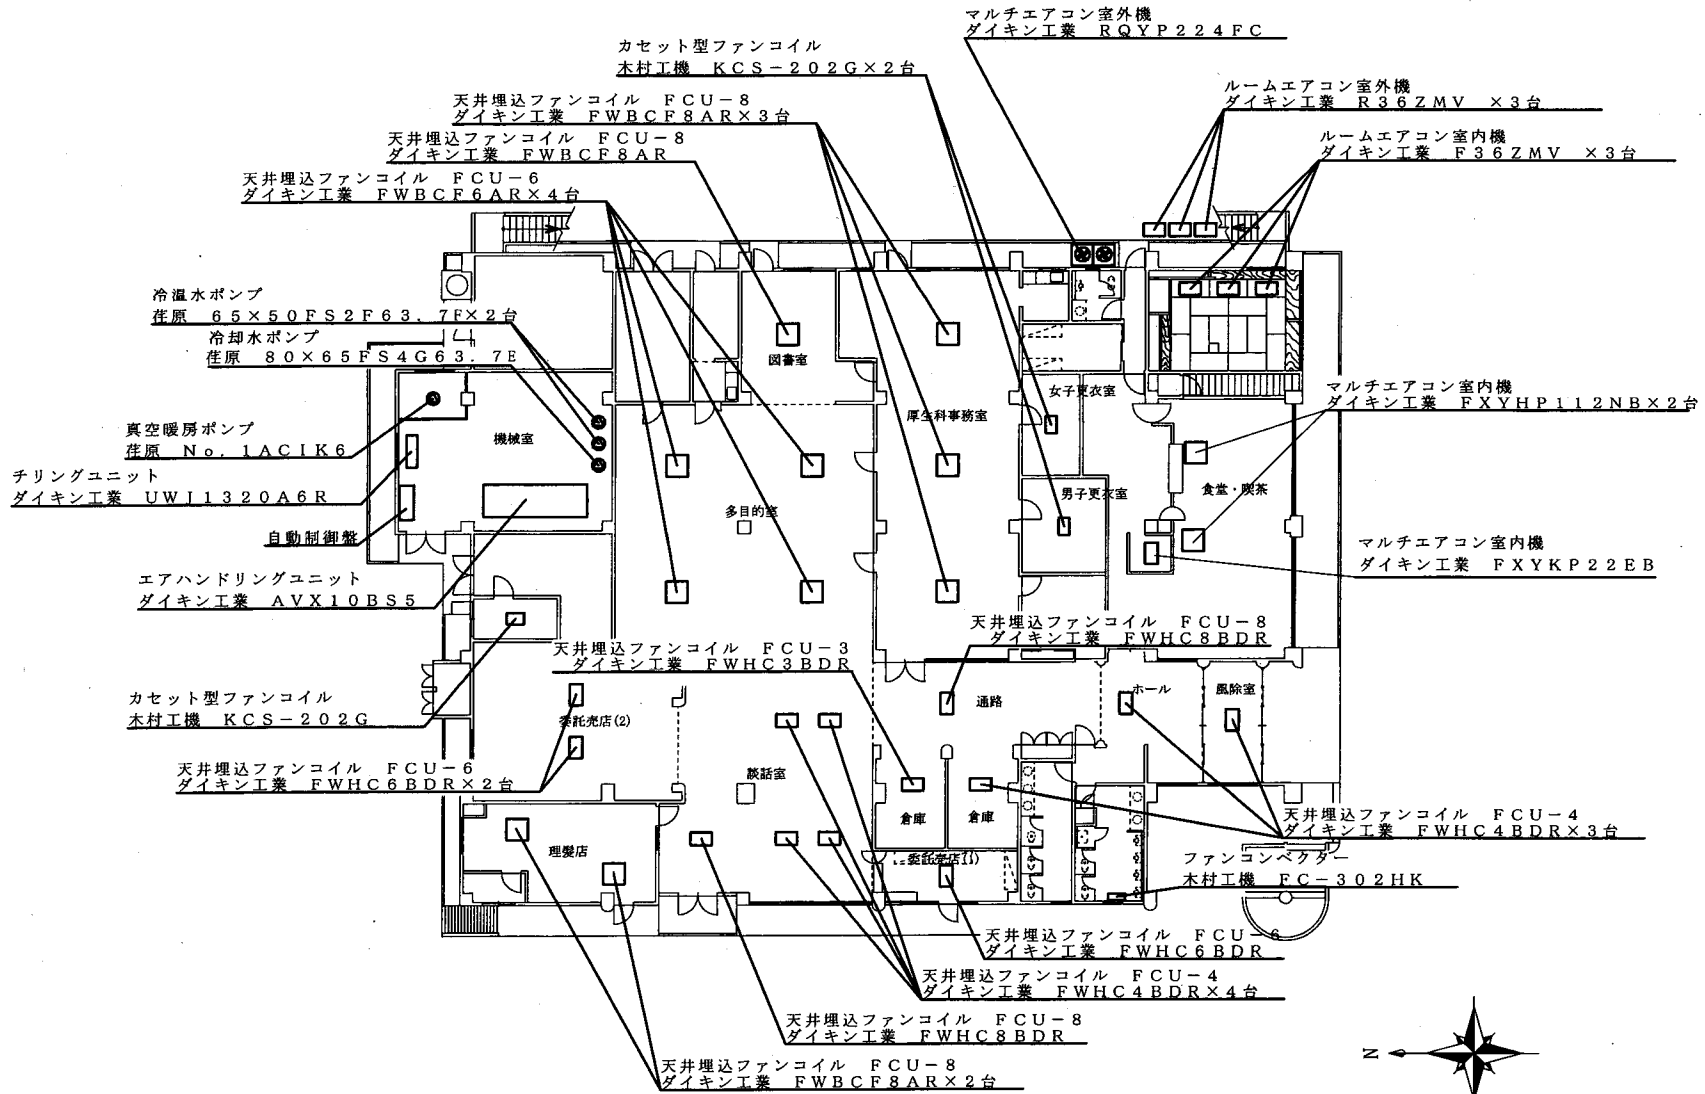 マルチエアコン室外機
ダイキン工業 RQYP224FC
カセット型ファンコイル
木村工機 KCS-202G×2台
ルームエアコン室外機
ダイキン工業 R36ZMV ×3台
天井埋込ファンコイル FCU-8
ダイキン工業 FWBCF8AR×3台
ルームエアコン室内機
ダイキン工業 F36ZMV ×3台
天井埋込ファンコイル FCU-8
ダイキン工業 FWBCF8AR
天井埋込ファンコイル FCU-6
ダイキン工業 FWBCF6AR×4台
冷温水ポンプ
荏原 65×50FS2F63.7E×2台
冷却水ポンプ
荏原 80×65FS4G63.7E
図書室
女子更衣室
マルチエアコン室内機
ダイキン工業 FXYHP112NB×2台
厚生科事務室
真空暖房ポンプ
荏原 No.1ACIK6
機械室
チリングユニット
ダイキン工業 UWJ1320A6R
男子更衣室
食堂・喫茶
多目的室
自動制御盤
マルチエアコン室内機
ダイキン工業 FXYKP22EB
エアハンドリングユニット
ダイキン工業 AVX10BS5
天井埋込ファンコイル FCU-8
ダイキン工業 FWHC8BDR
天井埋込ファンコイル FCU-3
ダイキン工業 FWHC3BDR
カセット型ファンコイル
木村工機 KCS-202G
委託売店(2)
通路
ホール
風除室
天井埋込ファンコイル FCU-6
ダイキン工業 FWHC6BDR×2台
談話室
倉庫
倉庫
天井埋込ファンコイル FCU-4
ダイキン工業 FWHC4BDR×3台
理髪店
委託売店(1)
ファンコンベクター
木村工機 FC-302HK
天井埋込ファンコイル FCU-6
ダイキン工業 FWHC6BDR
天井埋込ファンコイル FCU-4
ダイキン工業 FWHC4BDR×4台
天井埋込ファンコイル FCU-8
ダイキン工業 FWHC8BDR
天井埋込ファンコイル FCU-8
ダイキン工業 FWBCF8AR×2台
N